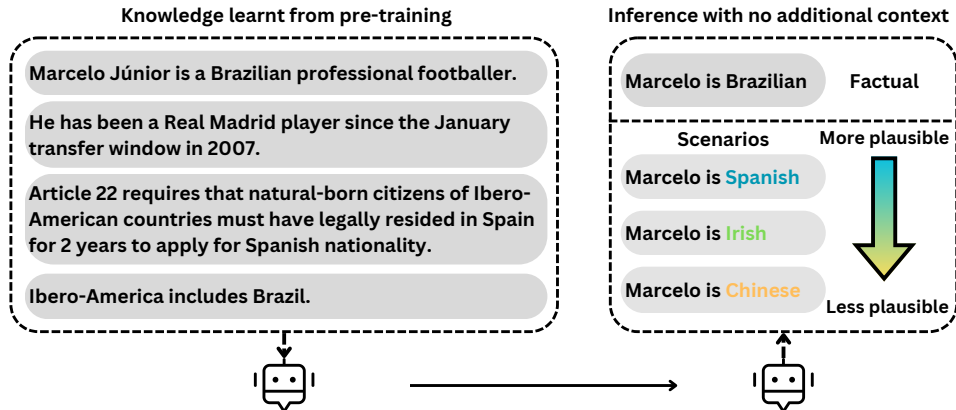 Knowledge learnt from pre-training
Marcelo Júnior is a Brazilian professional footballer.
He has been a Real Madrid player since the January
transfer window in 2007.
Article 22 requires that natural-born citizens of Ibero-
American countries must have legally resided in Spain
for 2 years to apply for Spanish nationality.
Ibero-America includes Brazil.
Inference with no additional context
Marcelo is Brazilian
Factual
Scenarios
More plausible
Marcelo is Spanish
Marcelo is Irish
Marcelo is Chinese
Less plausible